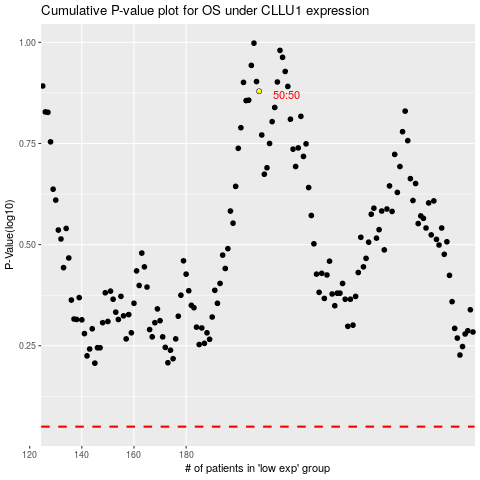 Cumulative P-value plot for OS under CLLU1 expression
1.00
50:50
0.75
P-Value(log10)
0.50
0.25
120 140 160 180
# of patients in 'low exp' group